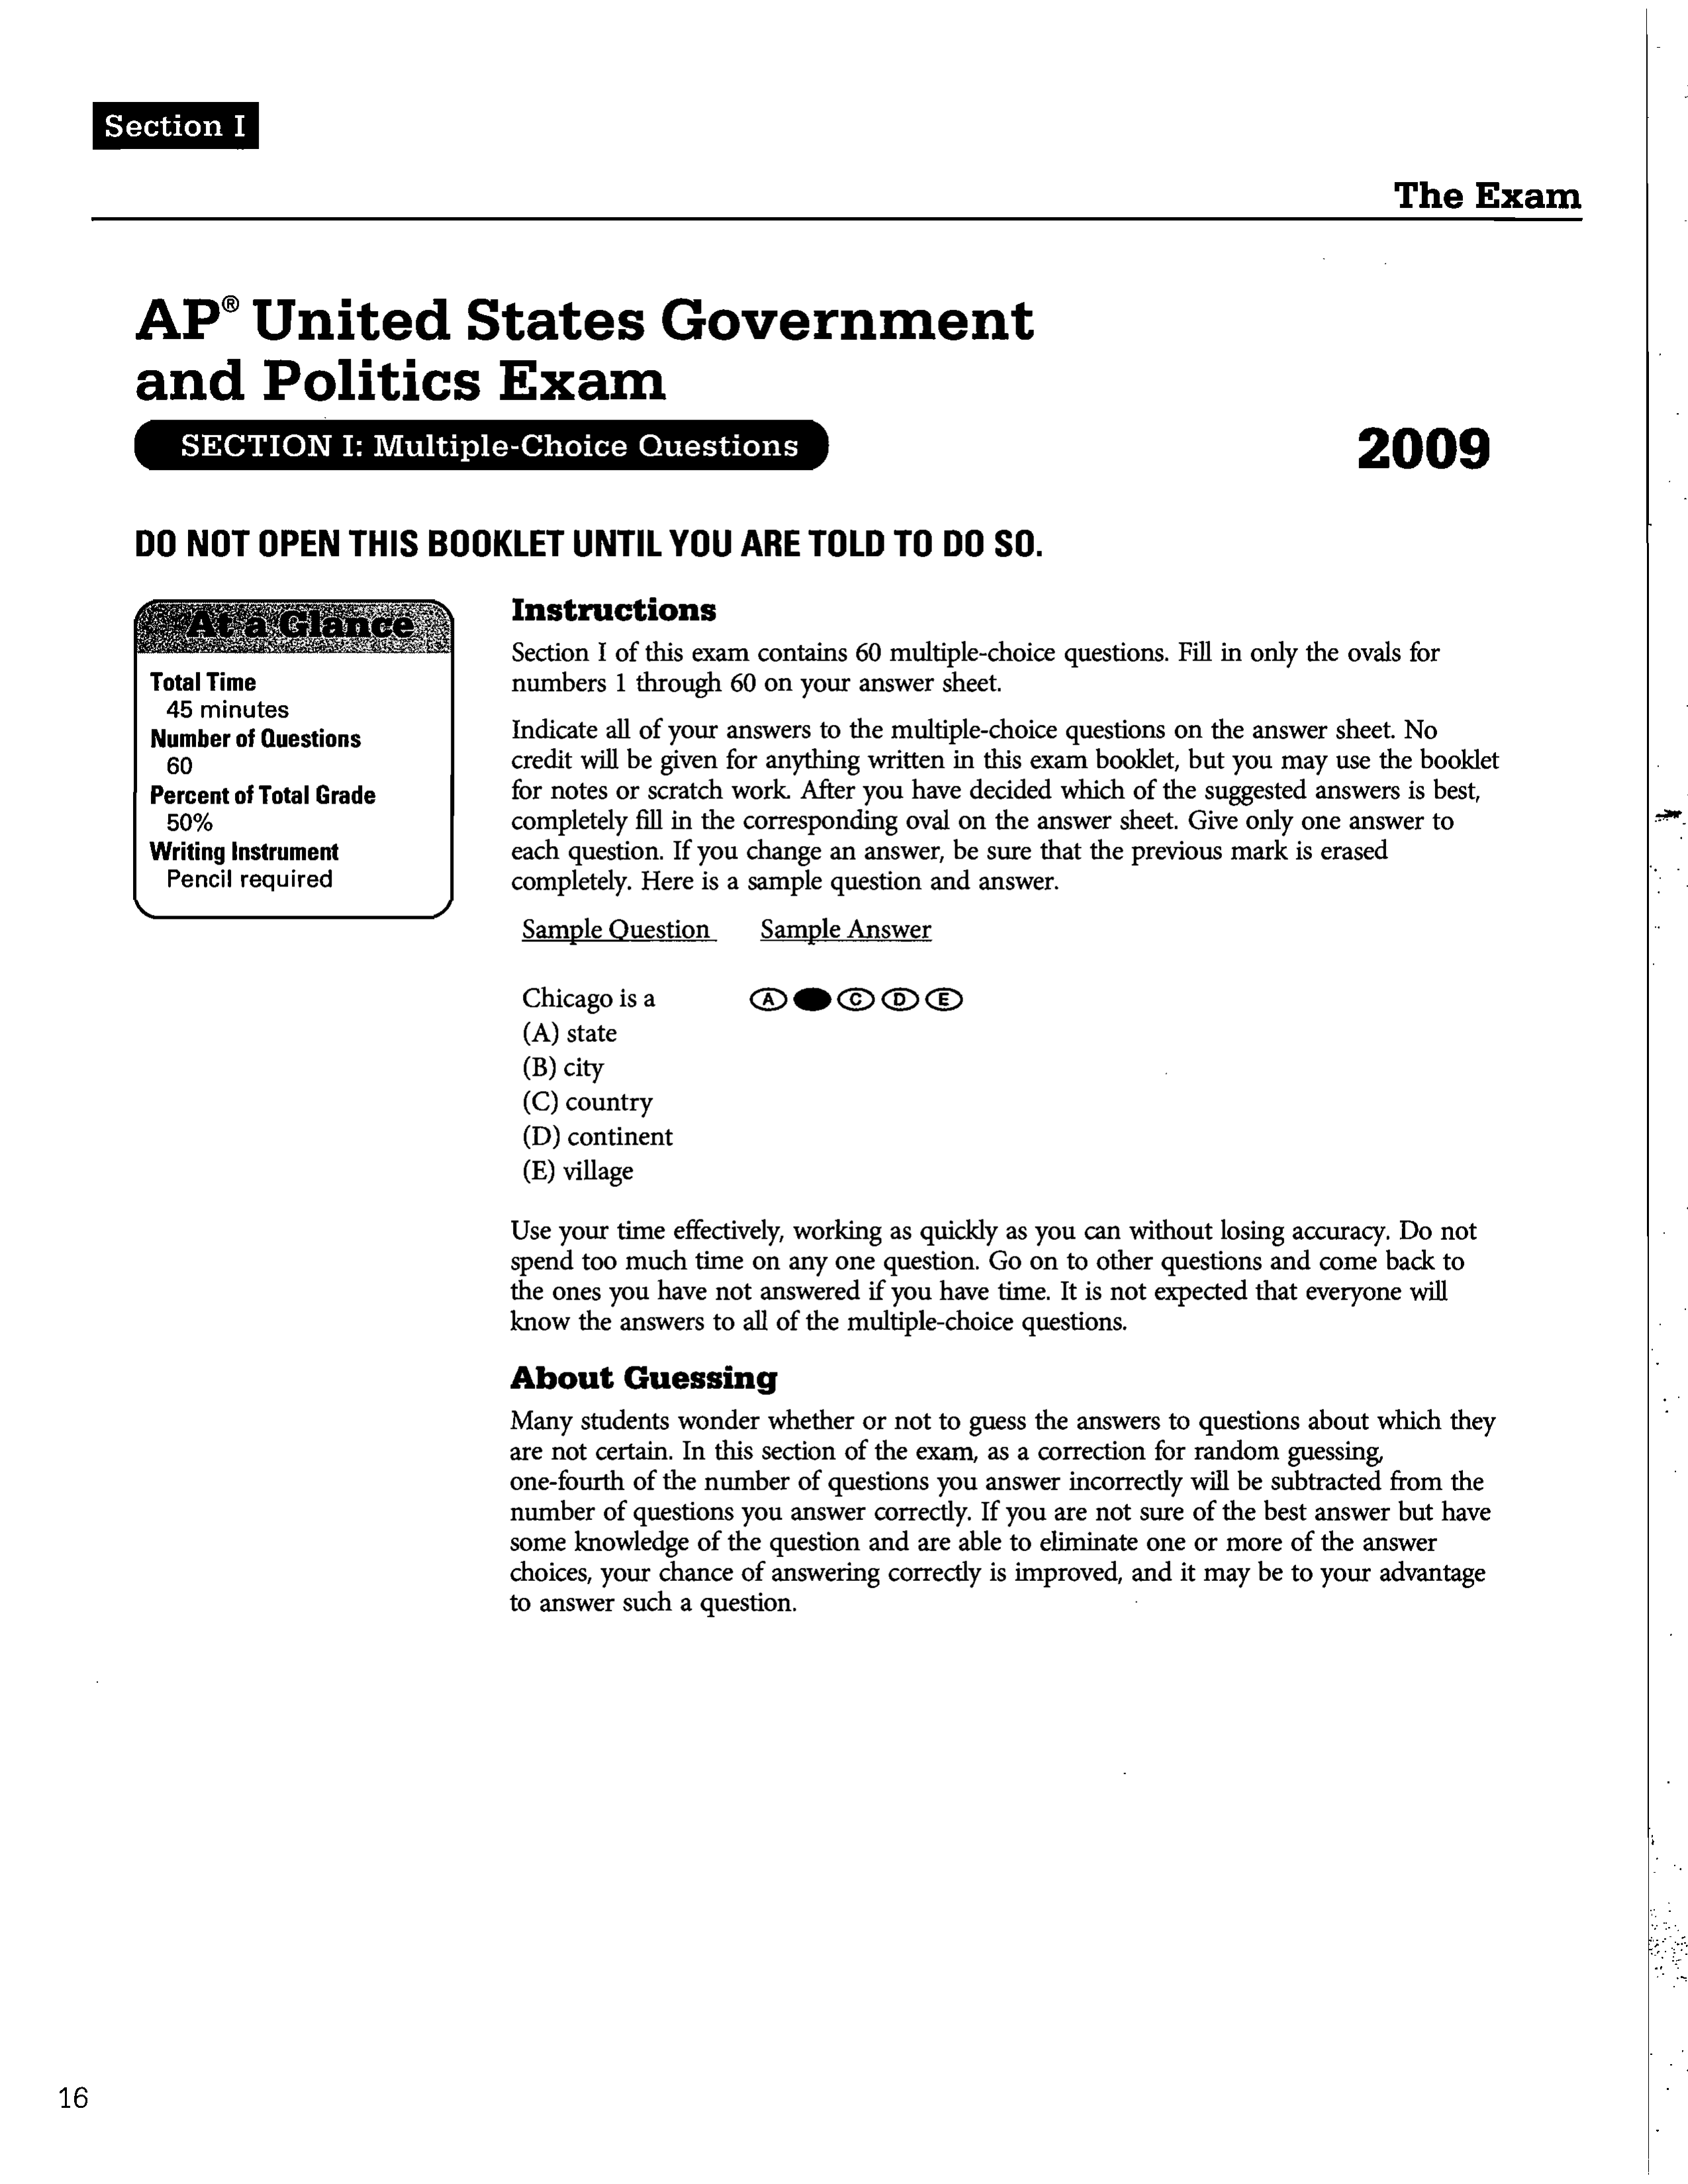 Section I
The Exam
AP® United States Government
and Politics Exam
SECTION I: Multiple-Choice Questions
2009
DO NOT OPEN THIS BOOKLET UNTIL YOU ARE TOLD TO DO SO.
At a Glance
Total Time
45 minutes
Number of Questions
60
Percent of Total Grade
50%
Writing Instrument
Pencil required
Instructions
Section I of this exam contains 60 multiple-choice questions. Fill in only the ovals for
numbers 1 through 60 on your answer sheet.
Indicate all of your answers to the multiple-choice questions on the answer sheet. No
credit will be given for anything written in this exam booklet, but you may use the booklet
for notes or scratch work. After you have decided which of the suggested answers is best,
completely fill in the corresponding oval on the answer sheet. Give only one answer to
each question. If you change an answer, be sure that the previous mark is erased
completely. Here is a sample question and answer.
Sample Question Sample Answer
Chicago is a A C D E
(A) state
(B) city
(C) country
(D) continent
(E) village
Use your time effectively, working as quickly as you can without losing accuracy. Do not
spend too much time on any one question. Go on to other questions and come back to
the ones you have not answered if you have time. It is not expected that everyone will
know the answers to all of the multiple-choice questions.
About Guessing
Many students wonder whether or not to guess the answers to questions about which they
are not certain. In this section of the exam, as a correction for random guessing,
one-fourth of the number of questions you answer incorrectly will be subtracted from the
number of questions you answer correctly. If you are not sure of the best answer but have
some knowledge of the question and are able to eliminate one or more of the answer
choices, your chance of answering correctly is improved, and it may be to your advantage
to answer such a question.
16